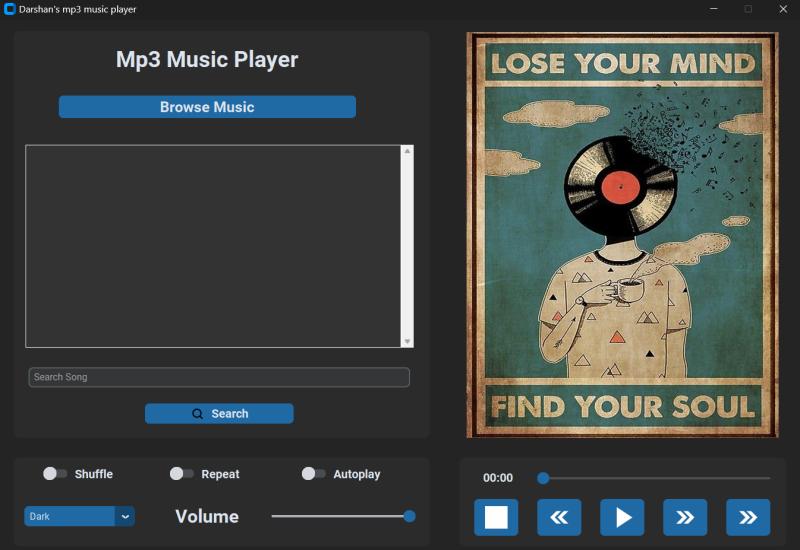 Darshan's mp3 music player
Mp3 Music Player
Browse Music
Search Song
Search
Shuffle
Repeat
Autoplay
Dark
Volume
LOSE YOUR MIND
FIND YOUR SOUL
00:00